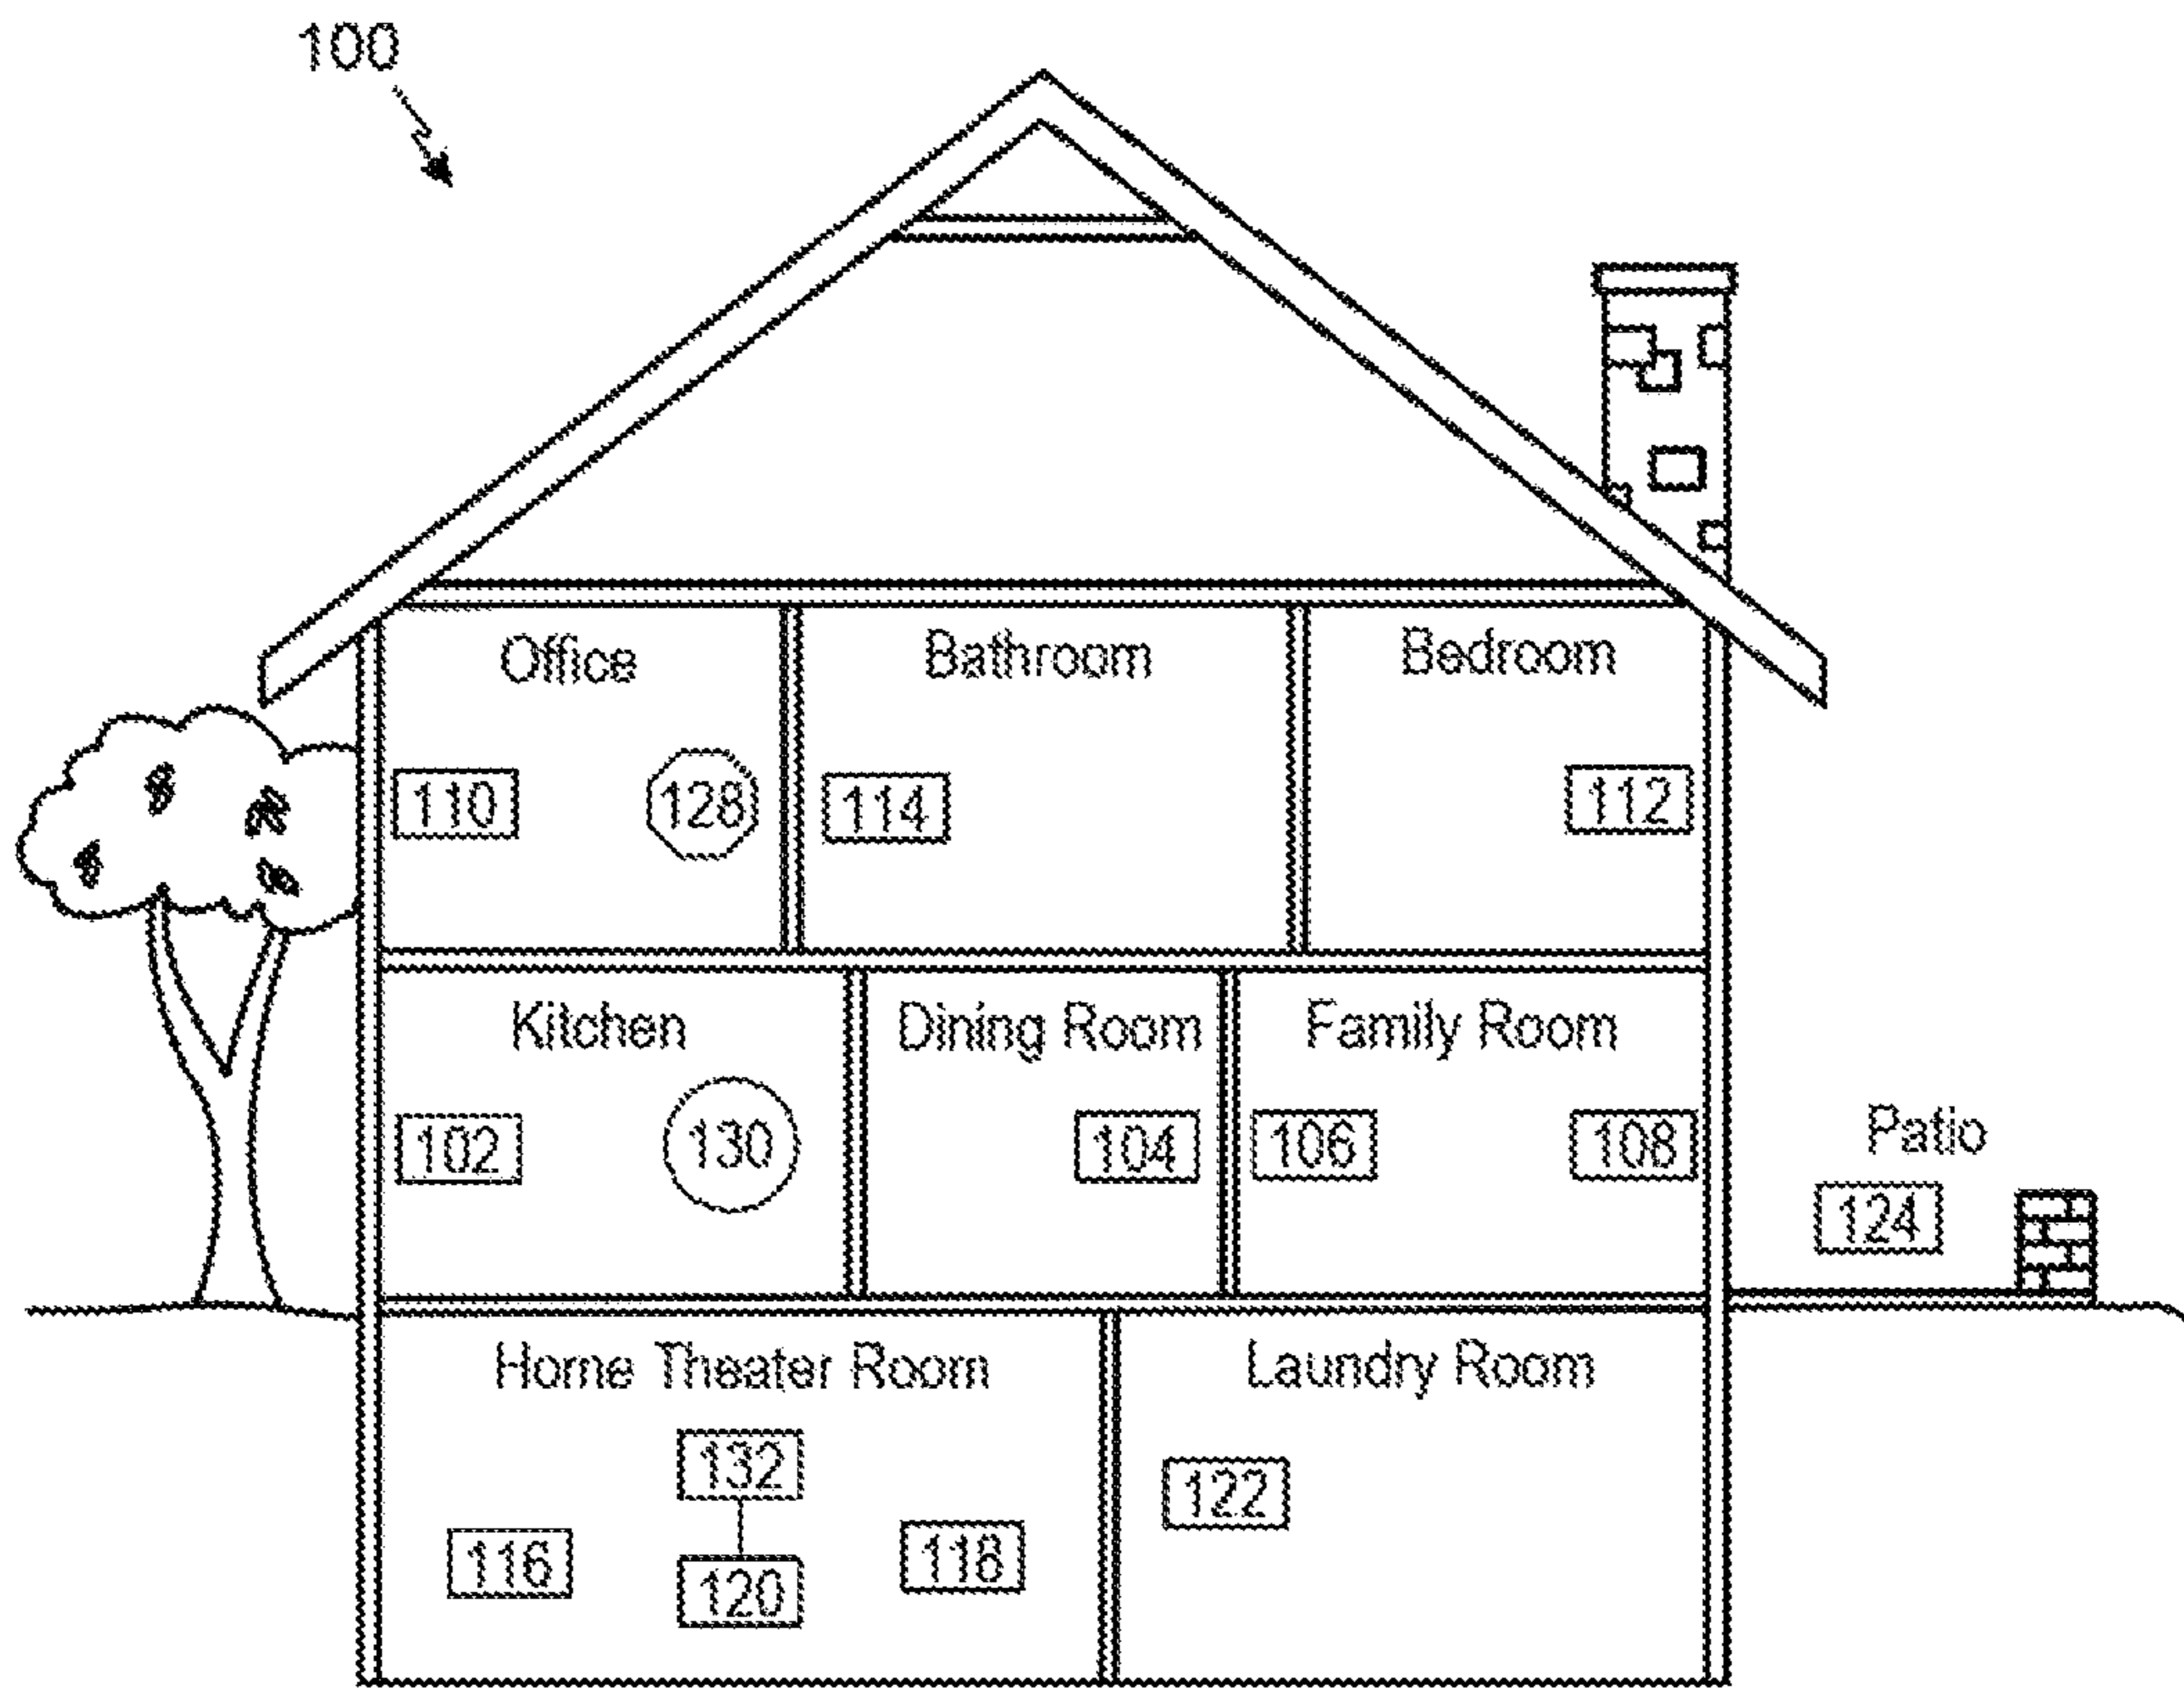 100
Office
Bathroom
Bedroom
110
128
114
112
Kitchen
Dining Room
Family Room
102
130
104
106
108
Patio
124
Home Theater Room
Laundry Room
132
122
116
120
118